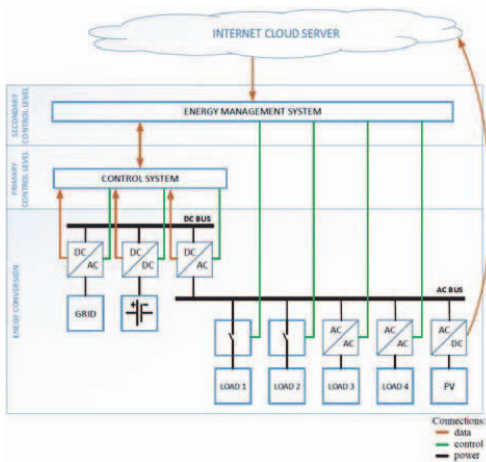 INTERNET CLOUD SERVER
SECONDARY
CONTROL LEVEL
ENERGY MANAGEMENT SYSTEM
PRIMARY
CONTROL LEVEL
CONTROL SYSTEM
ENEGY CONVERSION
DC BUS
DC
AC
DC
DC
DC
AC
GRID
+
AC BUS
AC
AC
AC
AC
AC
DC
LOAD 1
LOAD 2
LOAD 3
LOAD 4
PV
Connections:
data
control
power